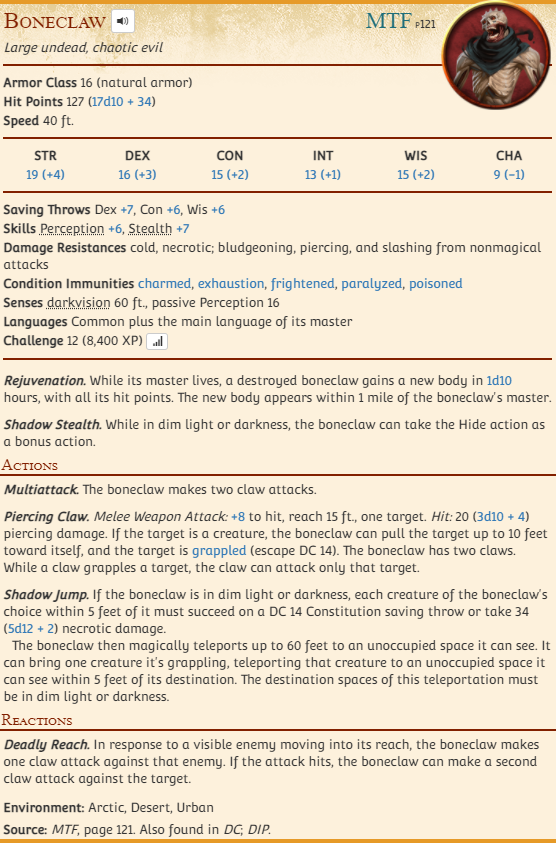 Boneclaw MTF p121
Large undead, chaotic evil
Armor Class 16 (natural armor)
Hit Points 127 (17d10 + 34)
Speed 40 ft.
STR DEX CON INT WIS CHA
19 (+4) 16 (+3) 15 (+2) 13 (+1) 15 (+2) 9 (−1)
Saving Throws Dex +7, Con +6, Wis +6
Skills Perception +6, Stealth +7
Damage Resistances cold, necrotic; bludgeoning, piercing, and slashing from nonmagical
attacks
Condition Immunities charmed, exhaustion, frightened, paralyzed, poisoned
Senses darkvision 60 ft., passive Perception 16
Languages Common plus the main language of its master
Challenge 12 (8,400 XP)
Rejuvenation. While its master lives, a destroyed boneclaw gains a new body in 1d10
hours, with all its hit points. The new body appears within 1 mile of the boneclaw's master.
Shadow Stealth. While in dim light or darkness, the boneclaw can take the Hide action as
a bonus action.
Actions
Multiattack. The boneclaw makes two claw attacks.
Piercing Claw. Melee Weapon Attack: +8 to hit, reach 15 ft., one target. Hit: 20 (3d10 + 4)
piercing damage. If the target is a creature, the boneclaw can pull the target up to 10 feet
toward itself, and the target is grappled (escape DC 14). The boneclaw has two claws.
While a claw grapples a target, the claw can attack only that target.
Shadow Jump. If the boneclaw is in dim light or darkness, each creature of the boneclaw's
choice within 5 feet of it must succeed on a DC 14 Constitution saving throw or take 34
(5d12 + 2) necrotic damage.
The boneclaw then magically teleports up to 60 feet to an unoccupied space it can see. It
can bring one creature it's grappling, teleporting that creature to an unoccupied space it
can see within 5 feet of its destination. The destination spaces of this teleportation must
be in dim light or darkness.
Reactions
Deadly Reach. In response to a visible enemy moving into its reach, the boneclaw makes
one claw attack against that enemy. If the attack hits, the boneclaw can make a second
claw attack against the target.
Environment: Arctic, Desert, Urban
Source: MTF, page 121. Also found in DC; DIP.